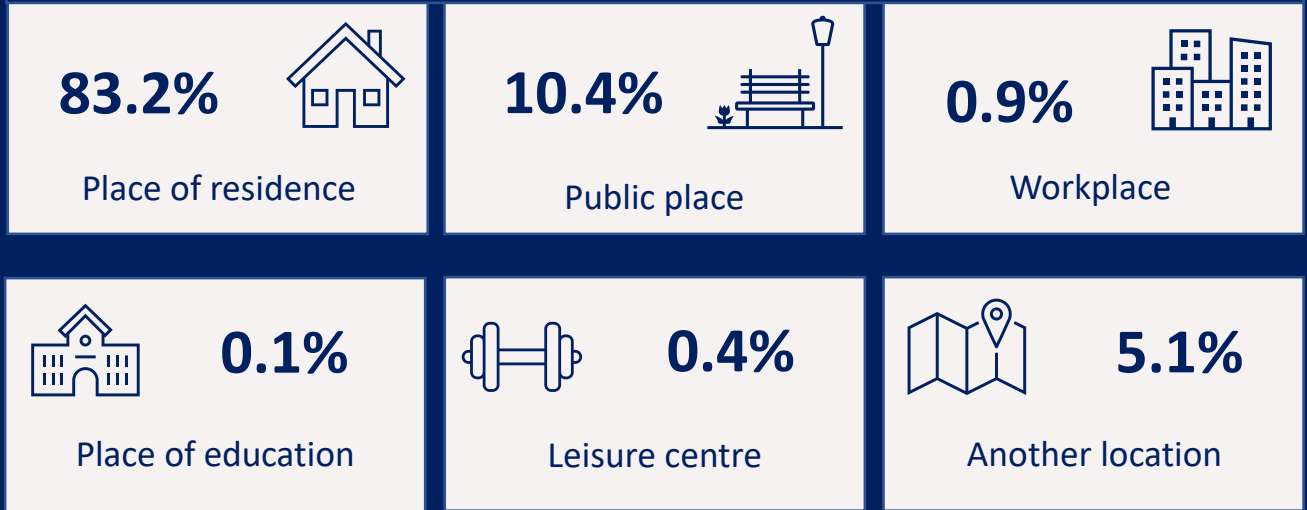 83.2%
Place of residence
10.4%
Public place
0.9%
Workplace
0.1%
Place of education
0.4%
Leisure centre
5.1%
Another location